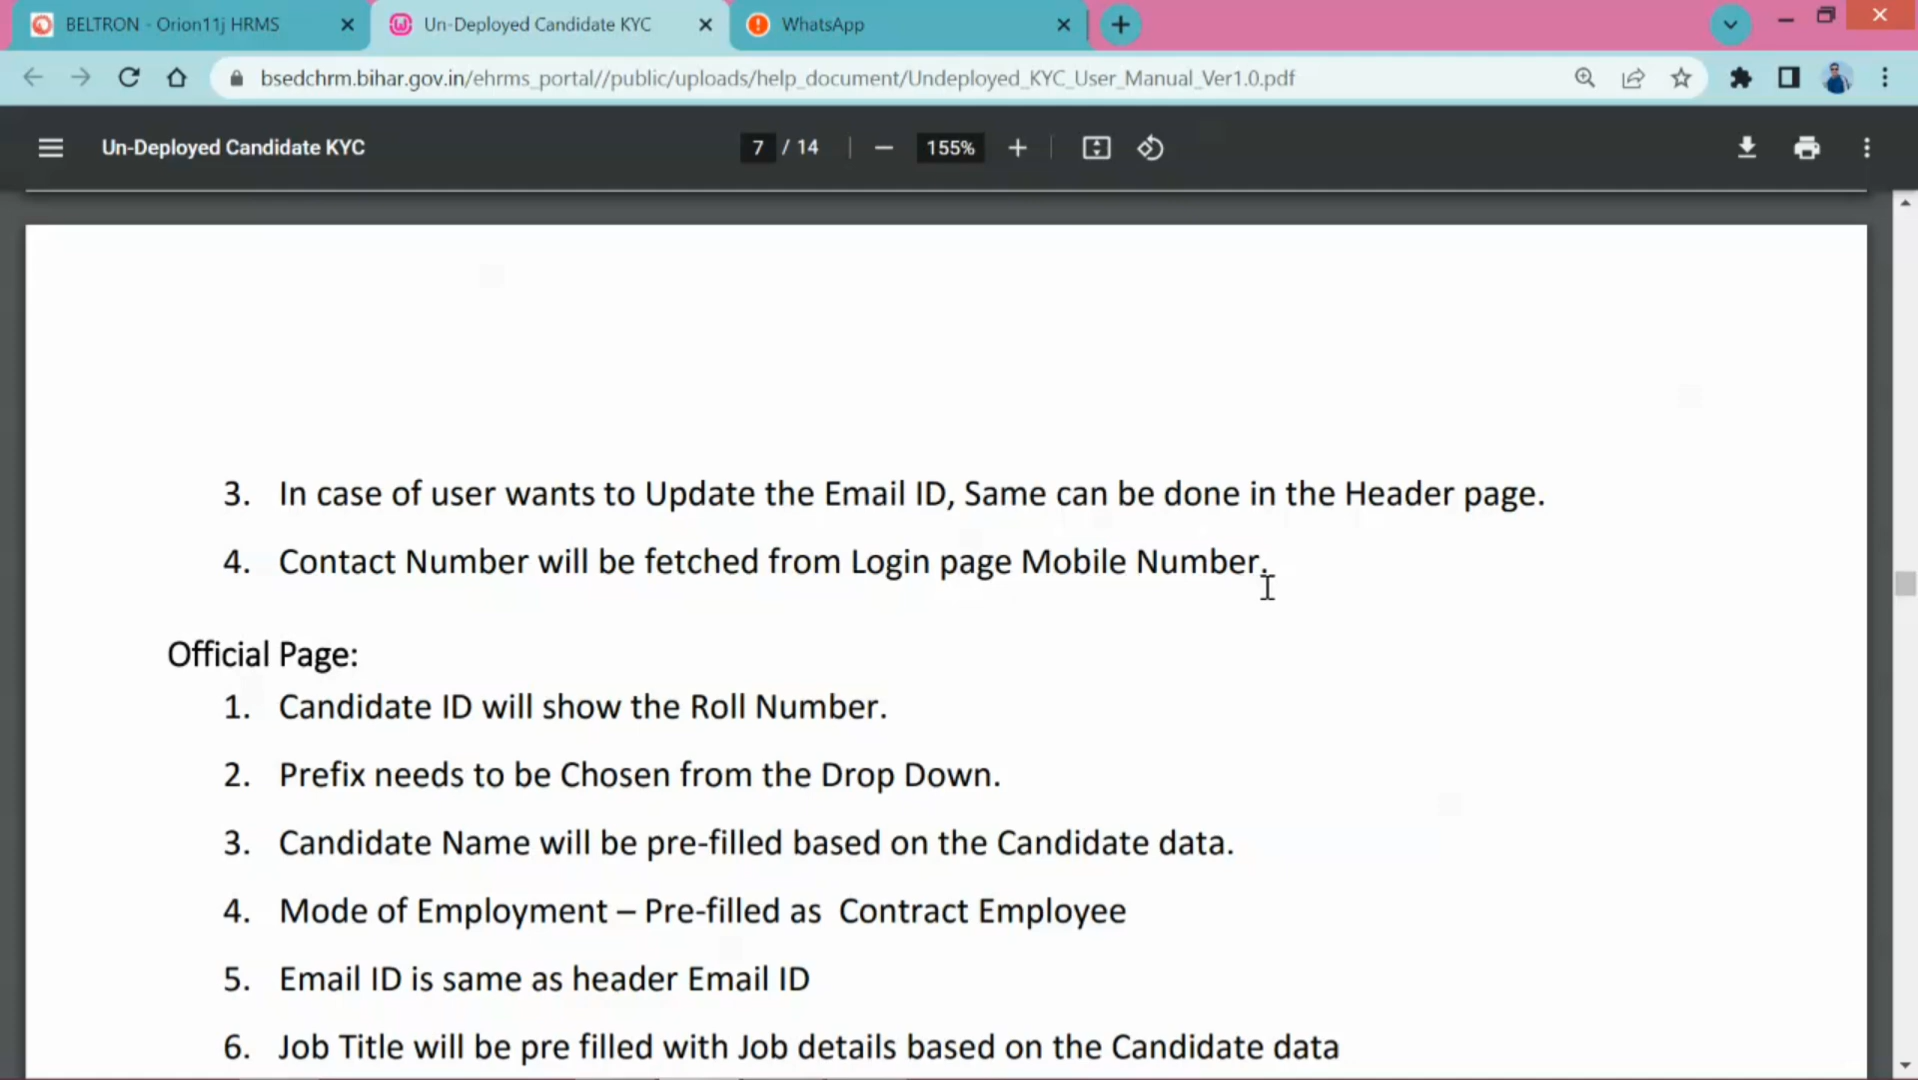 BELTRON - Orion11j HRMS
Un-Deployed Candidate KYC
WhatsApp
bsedchrm.bihar.gov.in/ehrms_portal//public/uploads/help_document/Undeployed_KYC_User_Manual_Ver1.0.pdf
Un-Deployed Candidate KYC
7 / 14
155%
3. In case of user wants to Update the Email ID, Same can be done in the Header page.
4. Contact Number will be fetched from Login page Mobile Number.
Official Page:
1. Candidate ID will show the Roll Number.
2. Prefix needs to be Chosen from the Drop Down.
3. Candidate Name will be pre-filled based on the Candidate data.
4. Mode of Employment – Pre-filled as Contract Employee
5. Email ID is same as header Email ID
6. Job Title will be pre filled with Job details based on the Candidate data